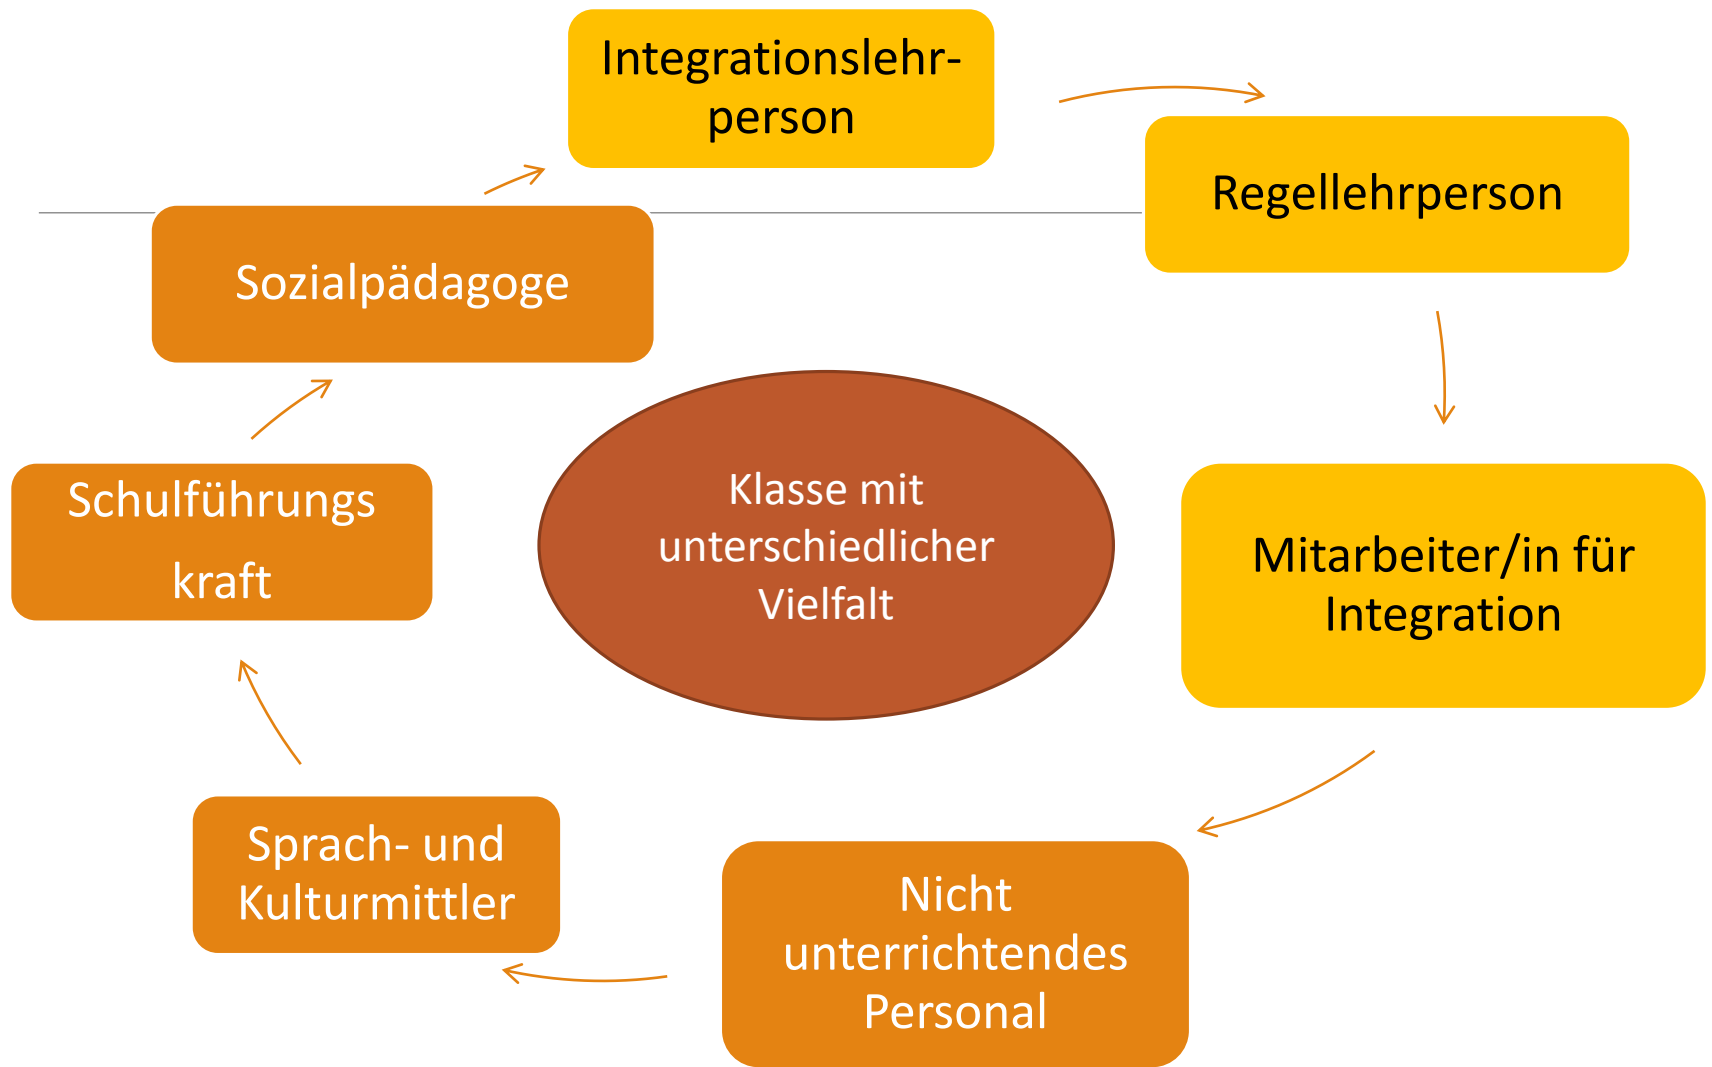 Integrationslehr-
person
Regellehrperson
Sozialpädagoge
Schulführungs
kraft
Klasse mit
unterschiedlicher
Vielfalt
Mitarbeiter/in für
Integration
Sprach- und
Kulturmittler
Nicht
unterrichtendes
Personal